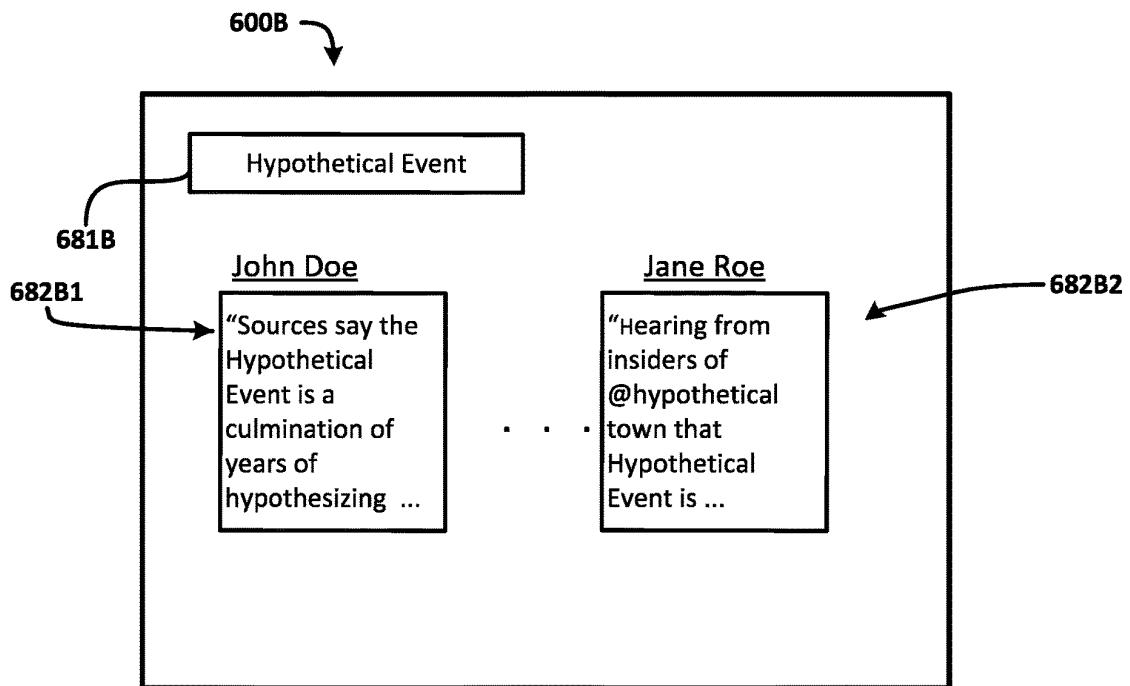 600B
Hypothetical Event
681B
John Doe
Jane Roe
682B1
682B2
“Sources say the
Hypothetical
Event is a
culmination of
years of
hypothesizing ...
. . .
“Hearing from
insiders of
@hypothetical
town that
Hypothetical
Event is ...